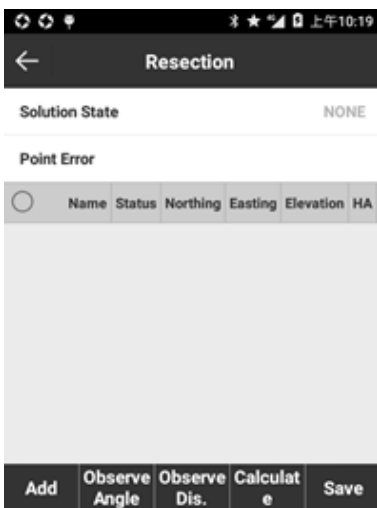 上午10:19
Resection
Solution State NONE
Point Error
Name Status Northing Easting Elevation HA
Add Observe Angle Observe Dis. Calculate Save